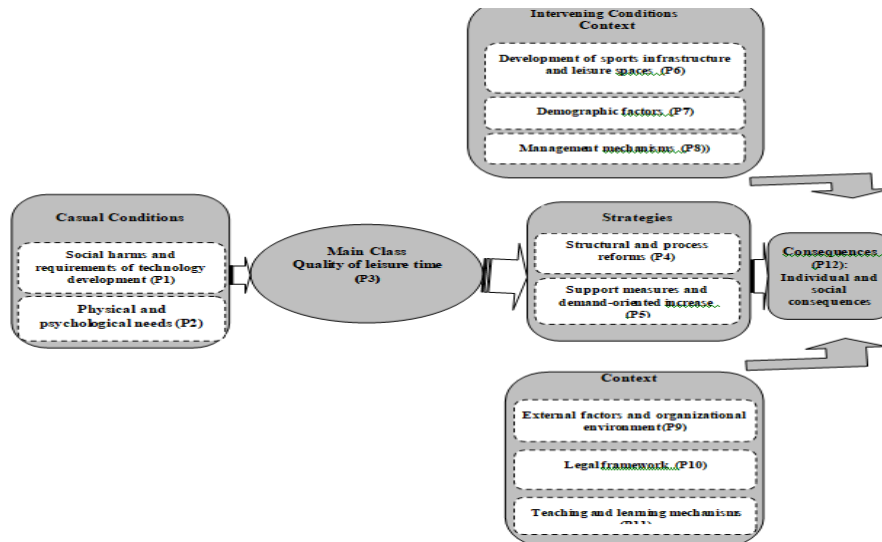 Intervening Conditions
Context
Development of sports infrastructure
and leisure spaces (P6)
Demographic factors (P7)
Management mechanisms (P8))
Casual Conditions
Social harms and
requirements of technology
development (P1)
Physical and
psychological needs (P2)
Main Class
Quality of leisure time
(P3)
Strategies
Structural and process
reforms (P4)
Support measures and
demand-oriented increase
(P5)
Consequences
(P12):
Individual and
social
consequences
Context
External factors and organizational
environment(P9)
Legal framework (P10)
Teaching and learning mechanisms
(P11)